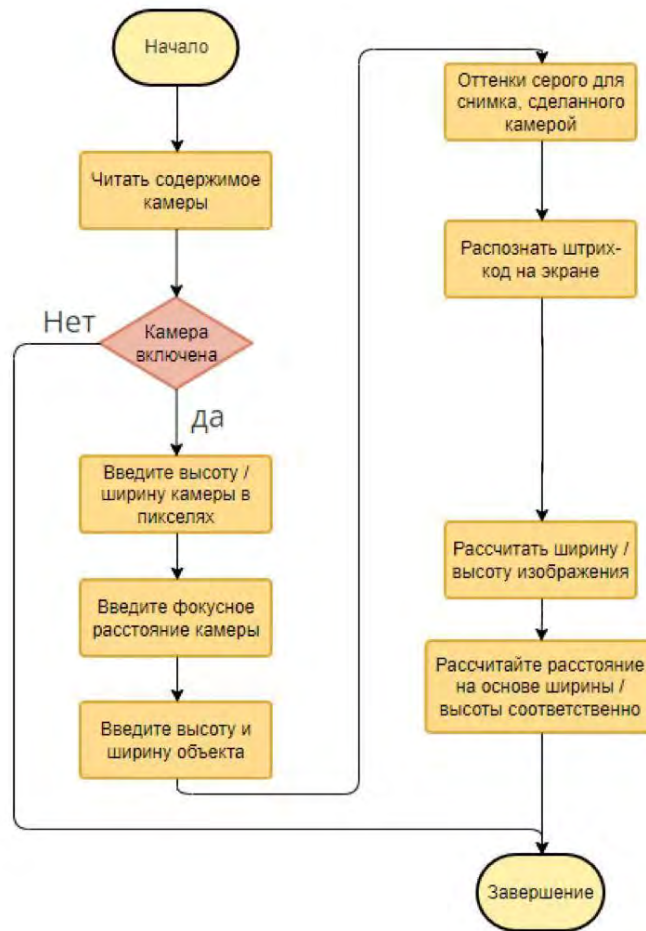 Начало
Читать содержимое
камеры
Нет
Камера
включена
да
Введите высоту /
ширину камеры в
пикселях
Введите фокусное
расстояние камеры
Введите высоту и
ширину объекта
Оттенки серого для
снимка, сделанного
камерой
Распознать штрих-
код на экране
Рассчитать ширину /
высоту изображения
Рассчитайте расстояние
на основе ширины /
высоты соответственно
Завершение